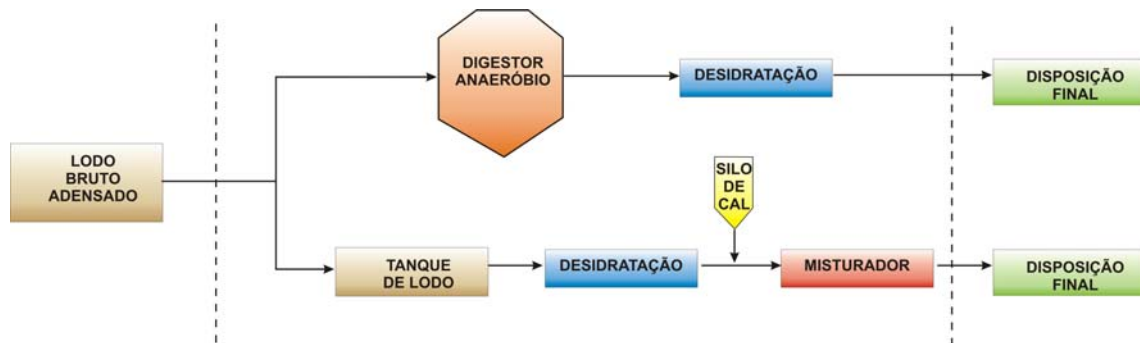 DIGESTOR
ANAERÓBIO
DESIDRATAÇÃO
DISPOSIÇÃO
FINAL
LODO
BRUTO
ADENSADO
SILO
DE
CAL
TANQUE
DE LODO
DESIDRATAÇÃO
MISTURADOR
DISPOSIÇÃO
FINAL